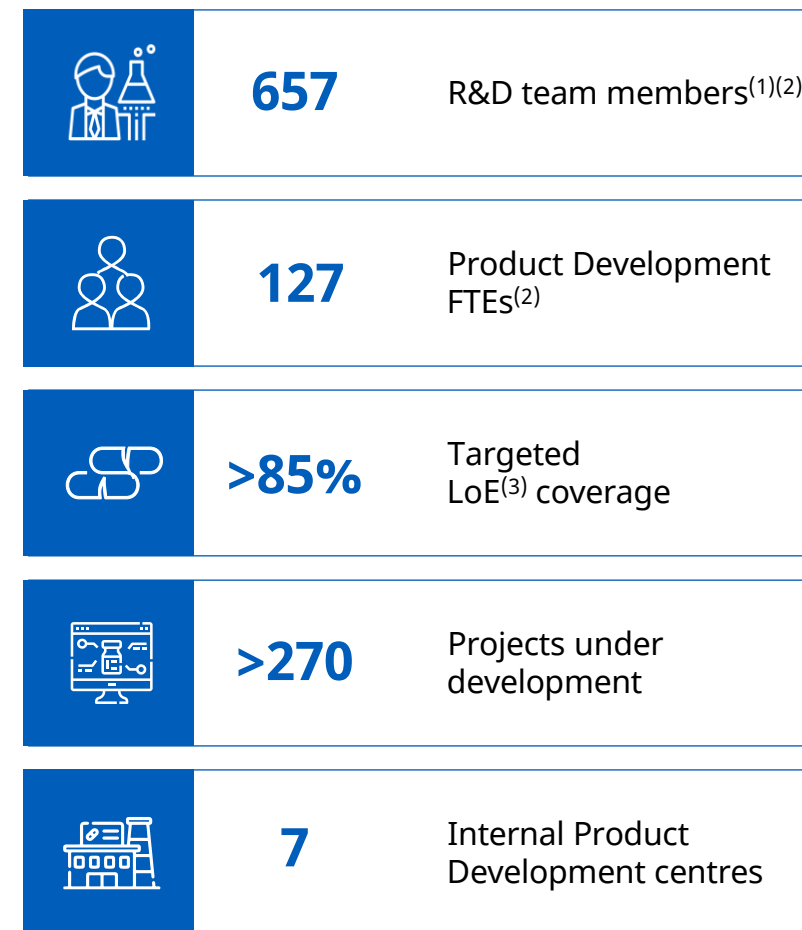 657
R&D team members(1)(2)
127
Product Development
FTEs(2)
>85%
Targeted
LoE(3) coverage
>270
Projects under
development
7
Internal Product
Development centres